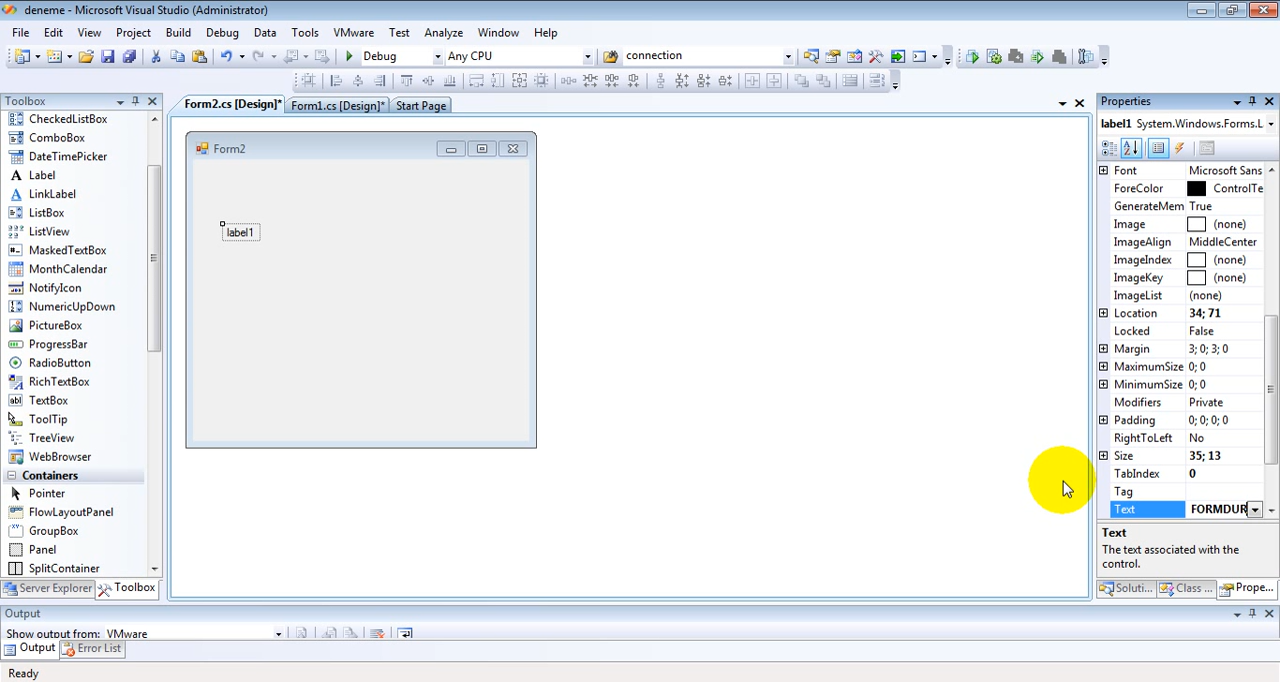 deneme - Microsoft Visual Studio (Administrator)
File Edit View Project Build Debug Data Tools VMware Test Analyze Window Help
Debug Any CPU connection
Toolbox
CheckedListBox
ComboBox
DateTimePicker
Label
LinkLabel
ListBox
ListView
MaskedTextBox
MonthCalendar
NotifyIcon
NumericUpDown
PictureBox
ProgressBar
RadioButton
RichTextBox
TextBox
ToolTip
TreeView
WebBrowser
Containers
Pointer
FlowLayoutPanel
GroupBox
Panel
SplitContainer
Server Explorer Toolbox
Form2.cs [Design]* Form1.cs [Design]* Start Page
Form2
label1
Properties
label1 System.Windows.Forms.L
Font Microsoft Sans
ForeColor ControlTe
GenerateMem True
Image (none)
ImageAlign MiddleCenter
ImageIndex (none)
ImageKey (none)
ImageList (none)
Location 34; 71
Locked False
Margin 3; 0; 3; 0
MaximumSize 0; 0
MinimumSize 0; 0
Modifiers Private
Padding 0; 0; 0; 0
RightToLeft No
Size 35; 13
TabIndex 0
Tag
Text FORMDUR
Text
The text associated with the
control.
Soluti... Class ... Prope...
Output
Show output from: VMware
Output Error List
Ready